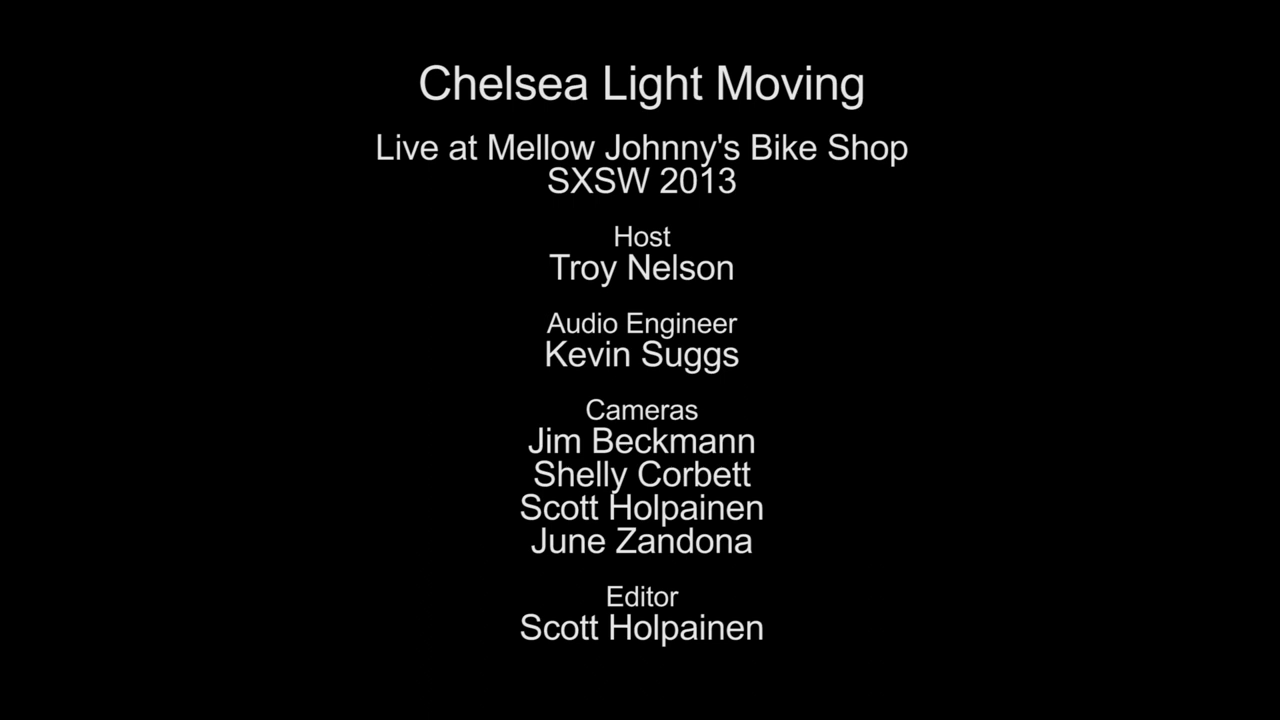 Chelsea Light Moving
Live at Mellow Johnny's Bike Shop
SXSW 2013
Host
Troy Nelson
Audio Engineer
Kevin Suggs
Cameras
Jim Beckmann
Shelly Corbett
Scott Holpainen
June Zandona
Editor
Scott Holpainen